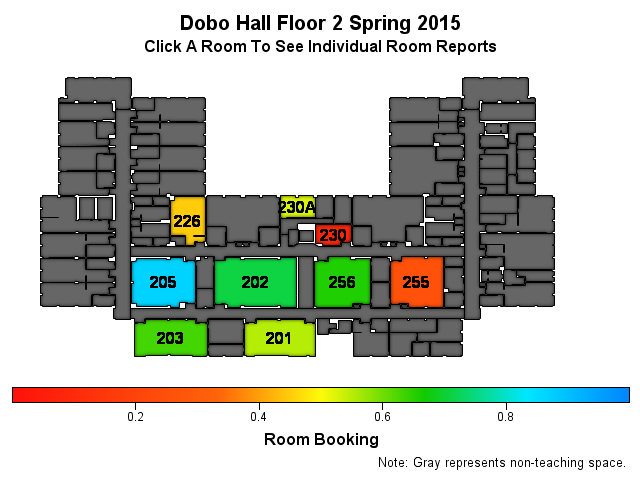 Dobo Hall Floor 2 Spring 2015
Click A Room To See Individual Room Reports
230A
226
230
205
202
256
255
203
201
0.2
0.4
0.6
0.8
Room Booking
Note: Gray represents non-teaching space.